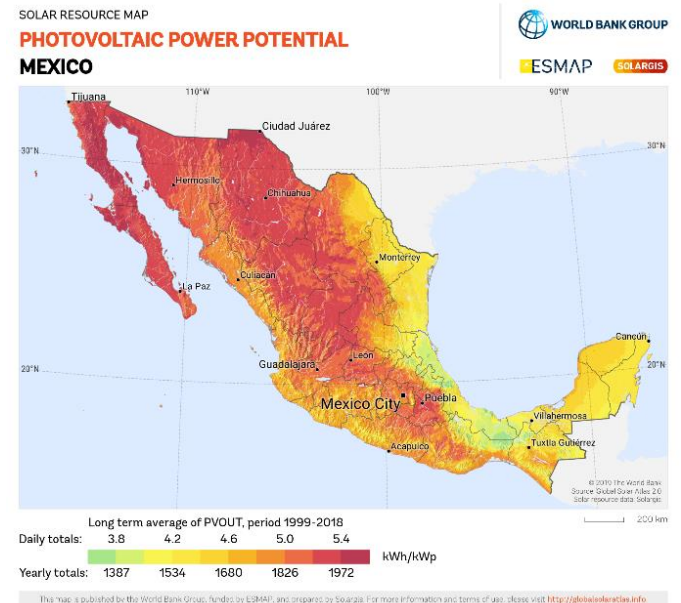 SOLAR RESOURCE MAP
PHOTOVOLTAIC POWER POTENTIAL
MEXICO
WORLD BANK GROUP
ESMAP
SOLARGIS
110°W
100°W
90°W
Tijuana
Ciudad Juárez
30°N
30°N
Hermosillo
Chihuahua
Monterrey
Culiacán
La Paz
Cancún
León
Guadalajara
20°N
20°N
Mexico City
Puebla
Villahermosa
Acapulco
Tuxtla Gutiérrez
© 2019 The World Bank
Source: Global Solar Atlas 2.0
Solar resource data: Solargis
200 km
Long term average of PVOUT, period 1999-2018
Daily totals: 3.8 4.2 4.6 5.0 5.4
kWh/kWp
Yearly totals: 1387 1534 1680 1826 1972
This map is published by the World Bank Group, funded by ESMAP, and prepared by Solargis. For more information and terms of use, please visit http://globalsolaratlas.info.